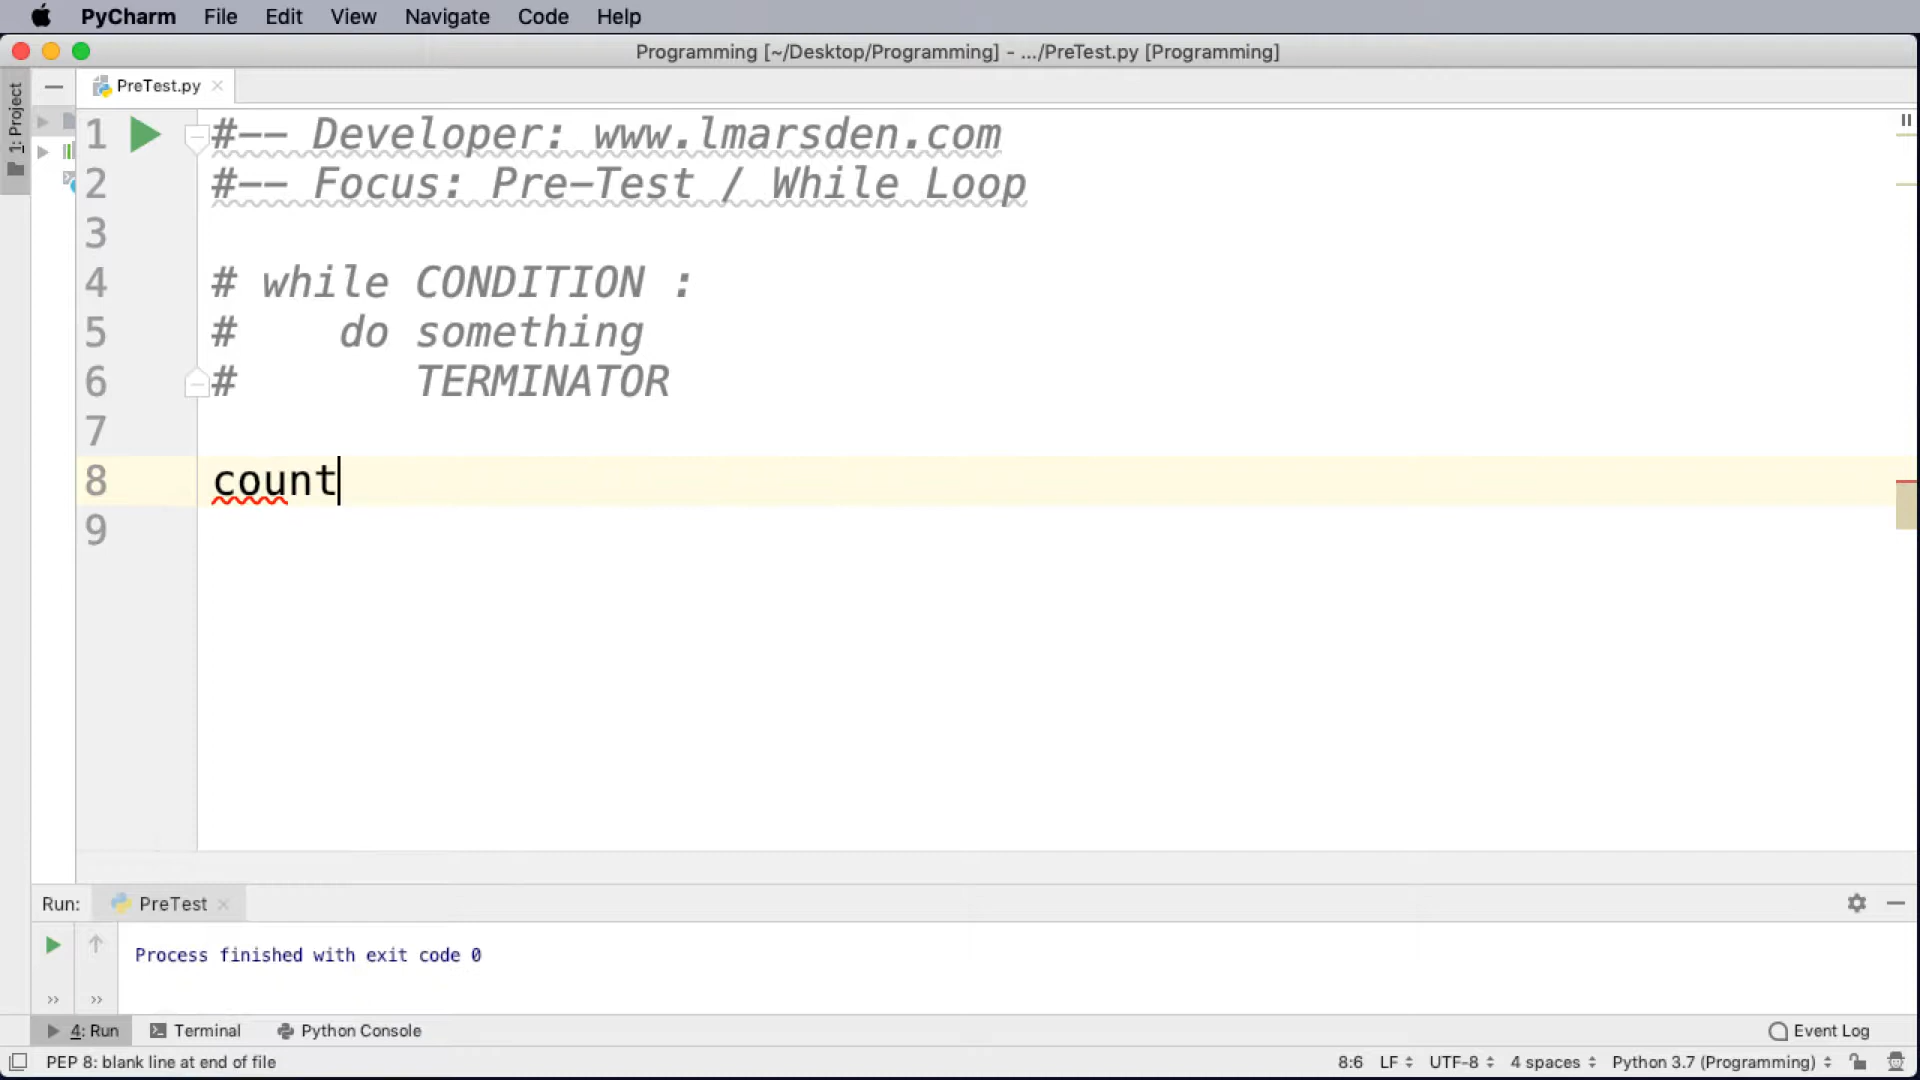 PyCharm File Edit View Navigate Code Help
Programming [~/Desktop/Programming] - .../PreTest.py [Programming]
1: Project
PreTest.py
1 #-- Developer: www.lmarsden.com
2 #-- Focus: Pre-Test / While Loop
3
4 # while CONDITION :
5 #    do something
6 #       TERMINATOR
7
8 count
9
Run: PreTest
Process finished with exit code 0
4: Run Terminal Python Console Event Log
PEP 8: blank line at end of file 8:6 LF UTF-8 4 spaces Python 3.7 (Programming)